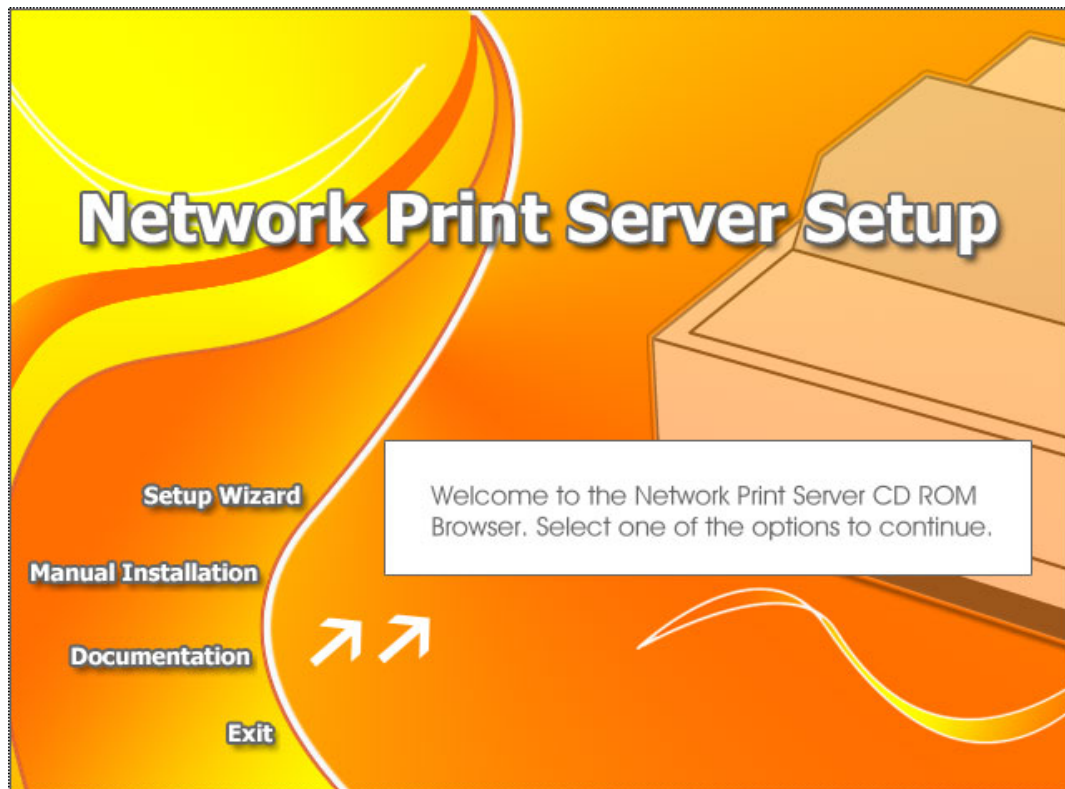 Network Print Server Setup
Setup Wizard
Manual Installation
Documentation
Exit
Welcome to the Network Print Server CD ROM
Browser. Select one of the options to continue.